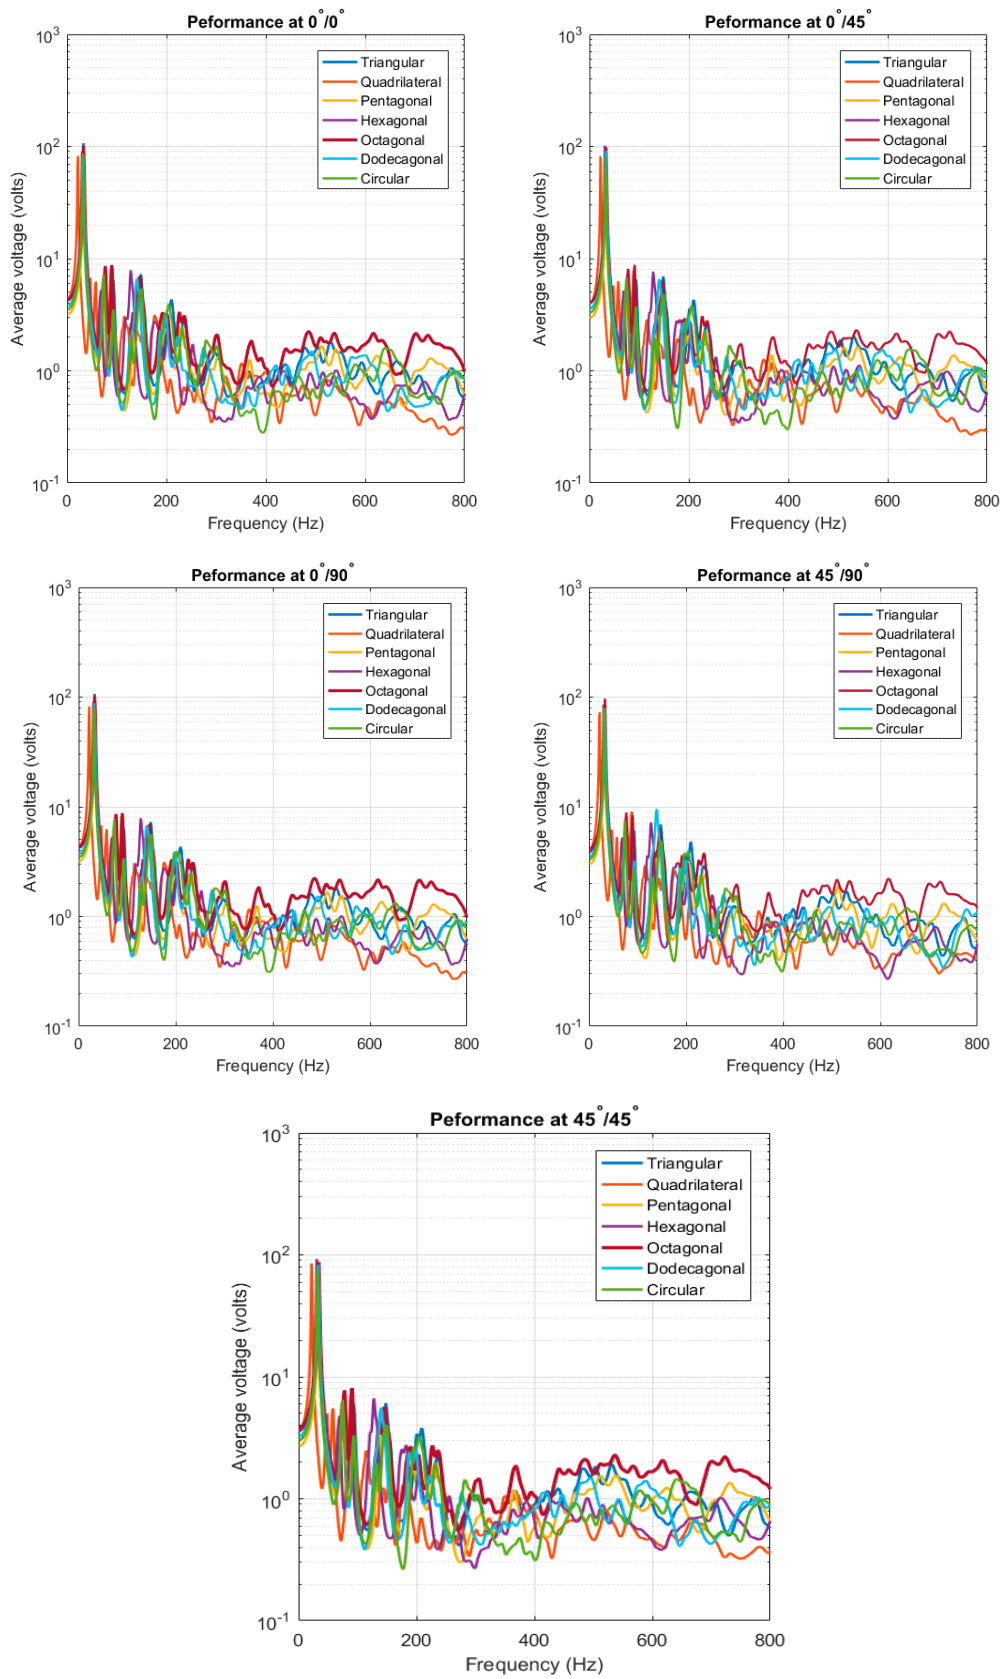 Peformance at 0°/0°
10³
10²
10¹
10⁰
10⁻¹
Average voltage (volts)
Triangular
Quadrilateral
Pentagonal
Hexagonal
Octagonal
Dodecagonal
Circular
0 200 400 600 800
Frequency (Hz)
Peformance at 0°/45°
10³
10²
10¹
10⁰
10⁻¹
Average voltage (volts)
Triangular
Quadrilateral
Pentagonal
Hexagonal
Octagonal
Dodecagonal
Circular
0 200 400 600 800
Frequency (Hz)
Peformance at 0°/90°
10³
10²
10¹
10⁰
10⁻¹
Average voltage (volts)
Triangular
Quadrilateral
Pentagonal
Hexagonal
Octagonal
Dodecagonal
Circular
0 200 400 600 800
Frequency (Hz)
Peformance at 45°/90°
10³
10²
10¹
10⁰
10⁻¹
Average voltage (volts)
Triangular
Quadrilateral
Pentagonal
Hexagonal
Octagonal
Dodecagonal
Circular
0 200 400 600 800
Frequency (Hz)
Peformance at 45°/45°
10³
10²
10¹
10⁰
10⁻¹
Average voltage (volts)
Triangular
Quadrilateral
Pentagonal
Hexagonal
Octagonal
Dodecagonal
Circular
0 200 400 600 800
Frequency (Hz)